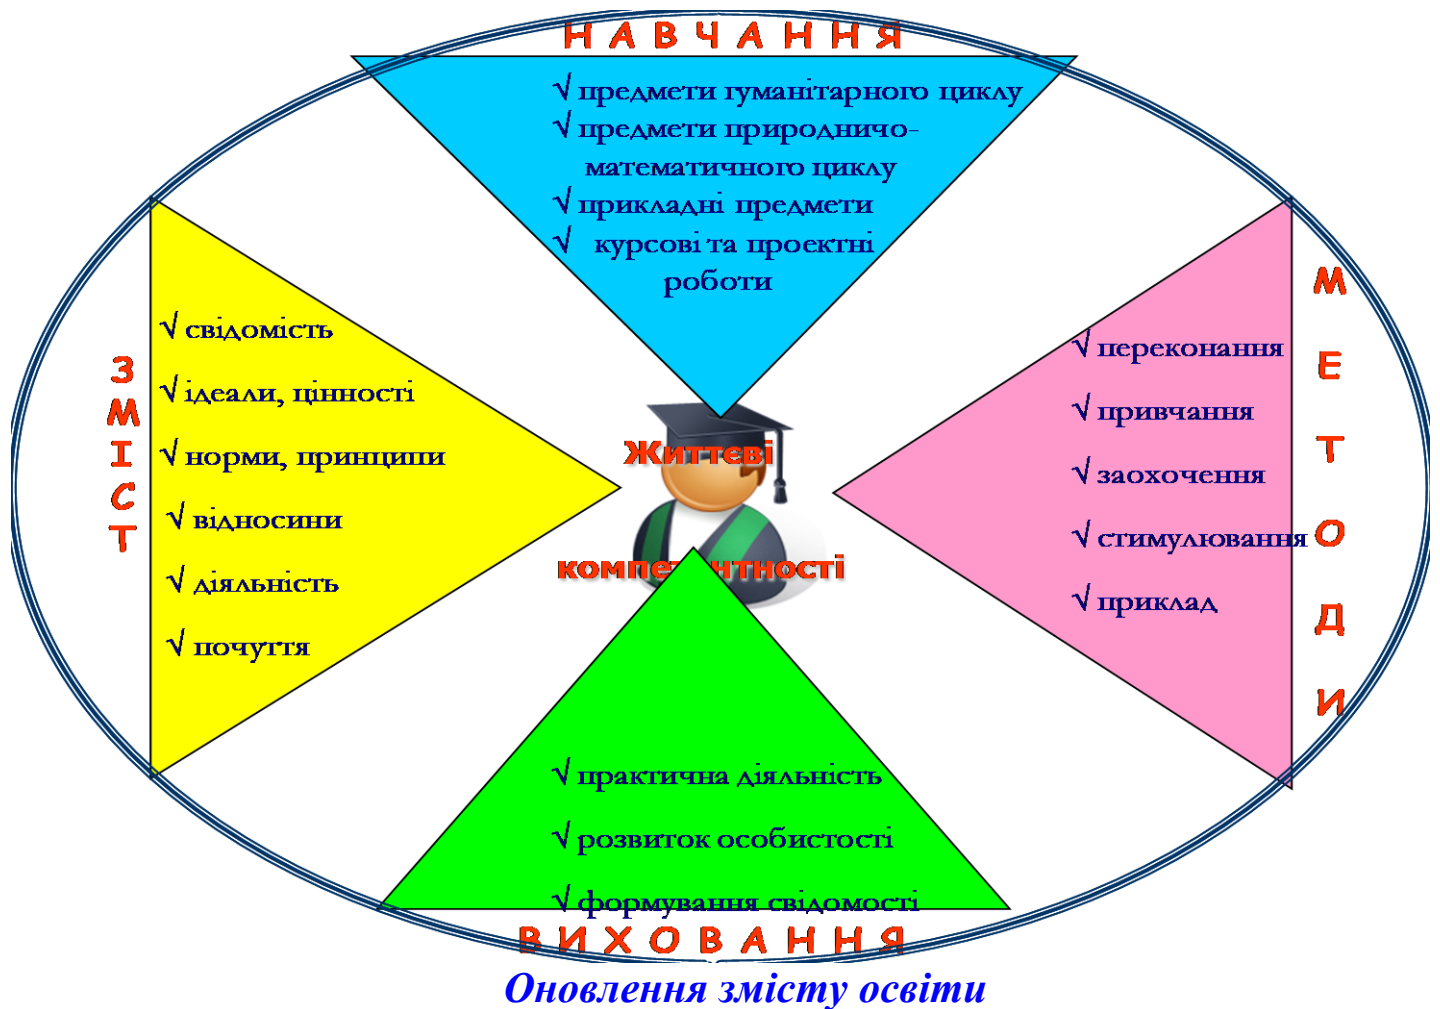 НАВЧАННЯ
√ предмети гуманітарного циклу
√ предмети природничо-
математичного циклу
√ прикладні предмети
√ курсові та проектні
роботи
ЗМІСТ
√ свідомість
√ ідеали, цінності
√ норми, принципи
√ відносини
√ діяльність
√ почуття
Життєві
компетентності
√ переконання
√ привчання
√ заохочення
√ стимулювання
√ приклад
МЕТОДИ
√ практична діяльність
√ розвиток особистості
√ формування свідомості
ВИХОВАННЯ
Оновлення змісту освіти